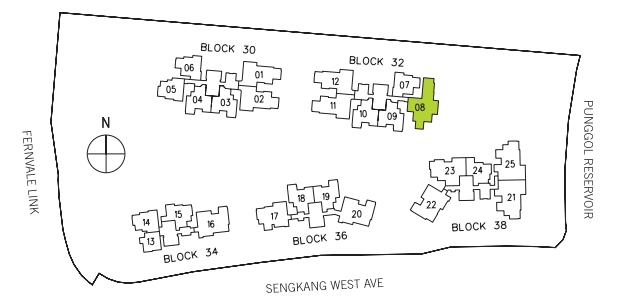 BLOCK 30
BLOCK 32
06
01
05
04
03
02
12
07
11
10
09
08
N
FERNVALE LINK
PUNGGOL RESERVOIR
23
24
25
22
21
BLOCK 38
14
15
16
13
BLOCK 34
18
19
17
20
BLOCK 36
SENGKANG WEST AVE